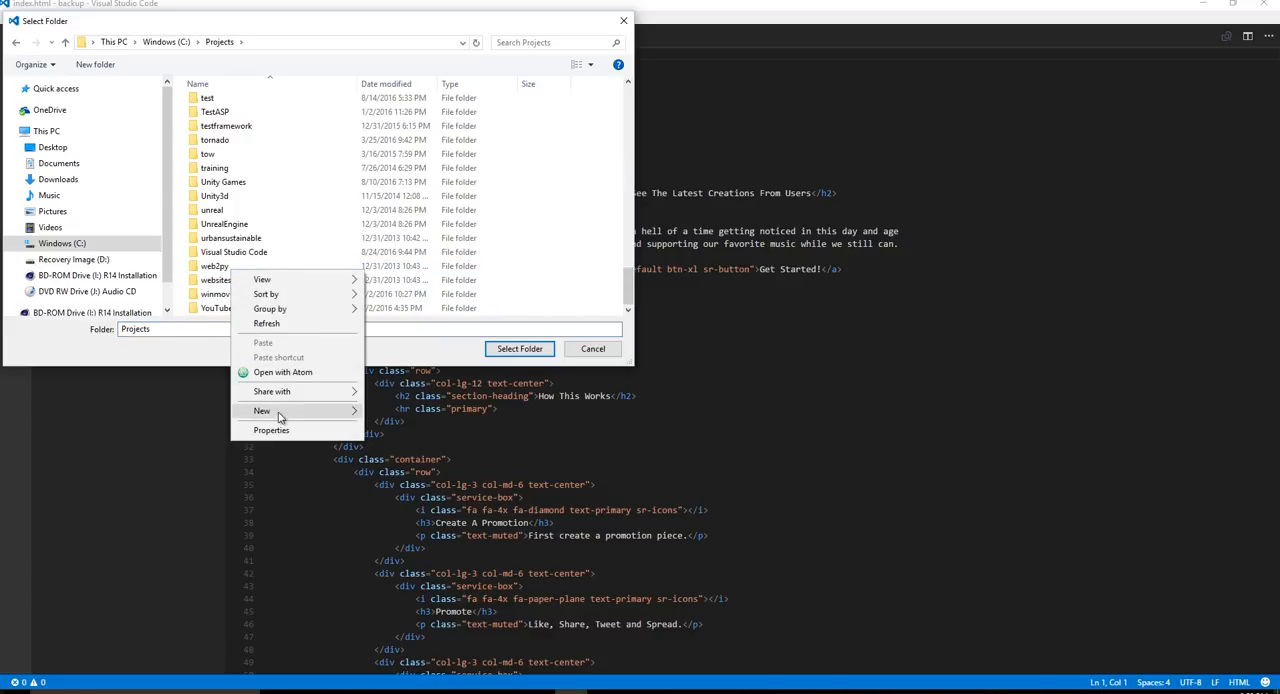 index.html - backup - Visual Studio Code
Select Folder
This PC > Windows (C:) > Projects >
Search Projects
Organize
New folder
Name
Date modified
Type
Size
Quick access
OneDrive
This PC
Desktop
Documents
Downloads
Music
Pictures
Videos
Windows (C:)
Recovery Image (D:)
BD-ROM Drive (I:) R14 Installation
DVD RW Drive (J:) Audio CD
BD-ROM Drive (I:) R14 Installation
test 8/14/2016 5:33 PM File folder
TestASP 1/2/2016 11:26 PM File folder
testframework 12/31/2015 6:15 PM File folder
tornado 3/25/2016 9:42 PM File folder
tow 3/16/2015 7:59 PM File folder
training 7/26/2014 6:29 PM File folder
Unity Games 8/10/2016 7:13 PM File folder
Unity3d 11/15/2014 12:08 ... File folder
unreal 12/3/2014 8:26 PM File folder
UnrealEngine 12/3/2014 8:26 PM File folder
urbansustainable 12/31/2013 10:42 ... File folder
Visual Studio Code 8/24/2016 9:44 PM File folder
web2py 12/31/2013 10:43 ... File folder
websites 12/31/2013 10:43 ... File folder
winmov /2/2016 10:27 PM File folder
YouTube /2/2016 4:35 PM File folder
View
Sort by
Group by
Refresh
Paste
Paste shortcut
Open with Atom
Share with
New
Properties
Folder: Projects
Select Folder
Cancel
See The Latest Creations From Users</h2>
hell of a time getting noticed in this day and age
nd supporting our favorite music while we still can.
efault btn-xl sr-button">Get Started!</a>
div class="row">
<div class="col-lg-12 text-center">
<h2 class="section-heading">How This Works</h2>
<hr class="primary">
</div>
div>
32 </div>
33 <div class="container">
34 <div class="row">
35 <div class="col-lg-3 col-md-6 text-center">
36 <div class="service-box">
37 <i class="fa fa-4x fa-diamond text-primary sr-icons"></i>
38 <h3>Create A Promotion</h3>
39 <p class="text-muted">First create a promotion piece.</p>
40 </div>
41 </div>
42 <div class="col-lg-3 col-md-6 text-center">
43 <div class="service-box">
44 <i class="fa fa-4x fa-paper-plane text-primary sr-icons"></i>
45 <h3>Promote</h3>
46 <p class="text-muted">Like, Share, Tweet and Spread.</p>
47 </div>
48 </div>
49 <div class="col-lg-3 col-md-6 text-center">
0 0
Ln 1, Col 1 Spaces: 4 UTF-8 LF HTML